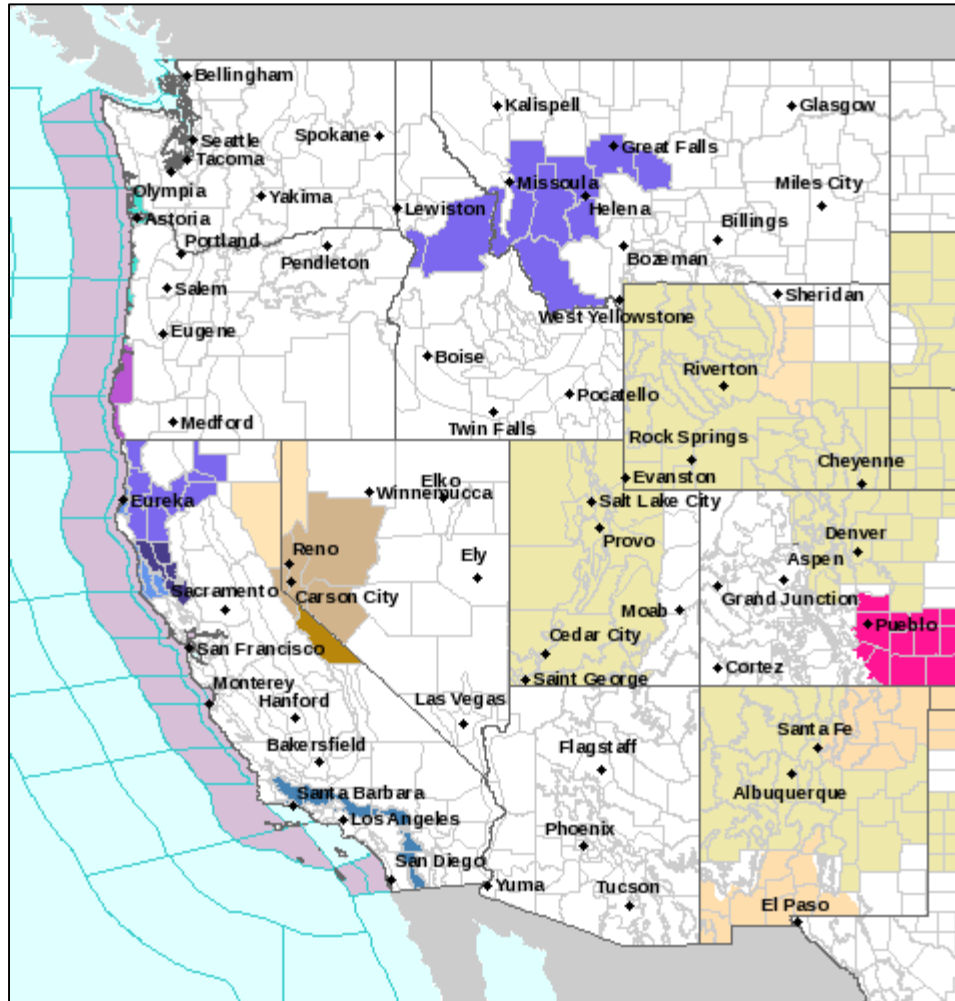 Bellingham
Kalispell
Glasgow
Seattle
Spokane
Great Falls
Tacoma
Missoula
Olympia
Yakima
Lewiston
Helena
Miles City
Astoria
Billings
Portland
Pendleton
Bozeman
Salem
Sheridan
West Yellowstone
Eugene
Boise
Riverton
Pocatello
Medford
Twin Falls
Rock Springs
Cheyenne
Elko
Evanston
Eureka
Winnemucca
Salt Lake City
Provo
Denver
Reno
Ely
Aspen
Sacramento
Carson City
Grand Junction
Moab
Pueblo
Cedar City
San Francisco
Cortez
Saint George
Monterey
Hanford
Las Vegas
Santa Fe
Bakersfield
Flagstaff
Santa Barbara
Albuquerque
Los Angeles
Phoenix
San Diego
Yuma
Tucson
El Paso